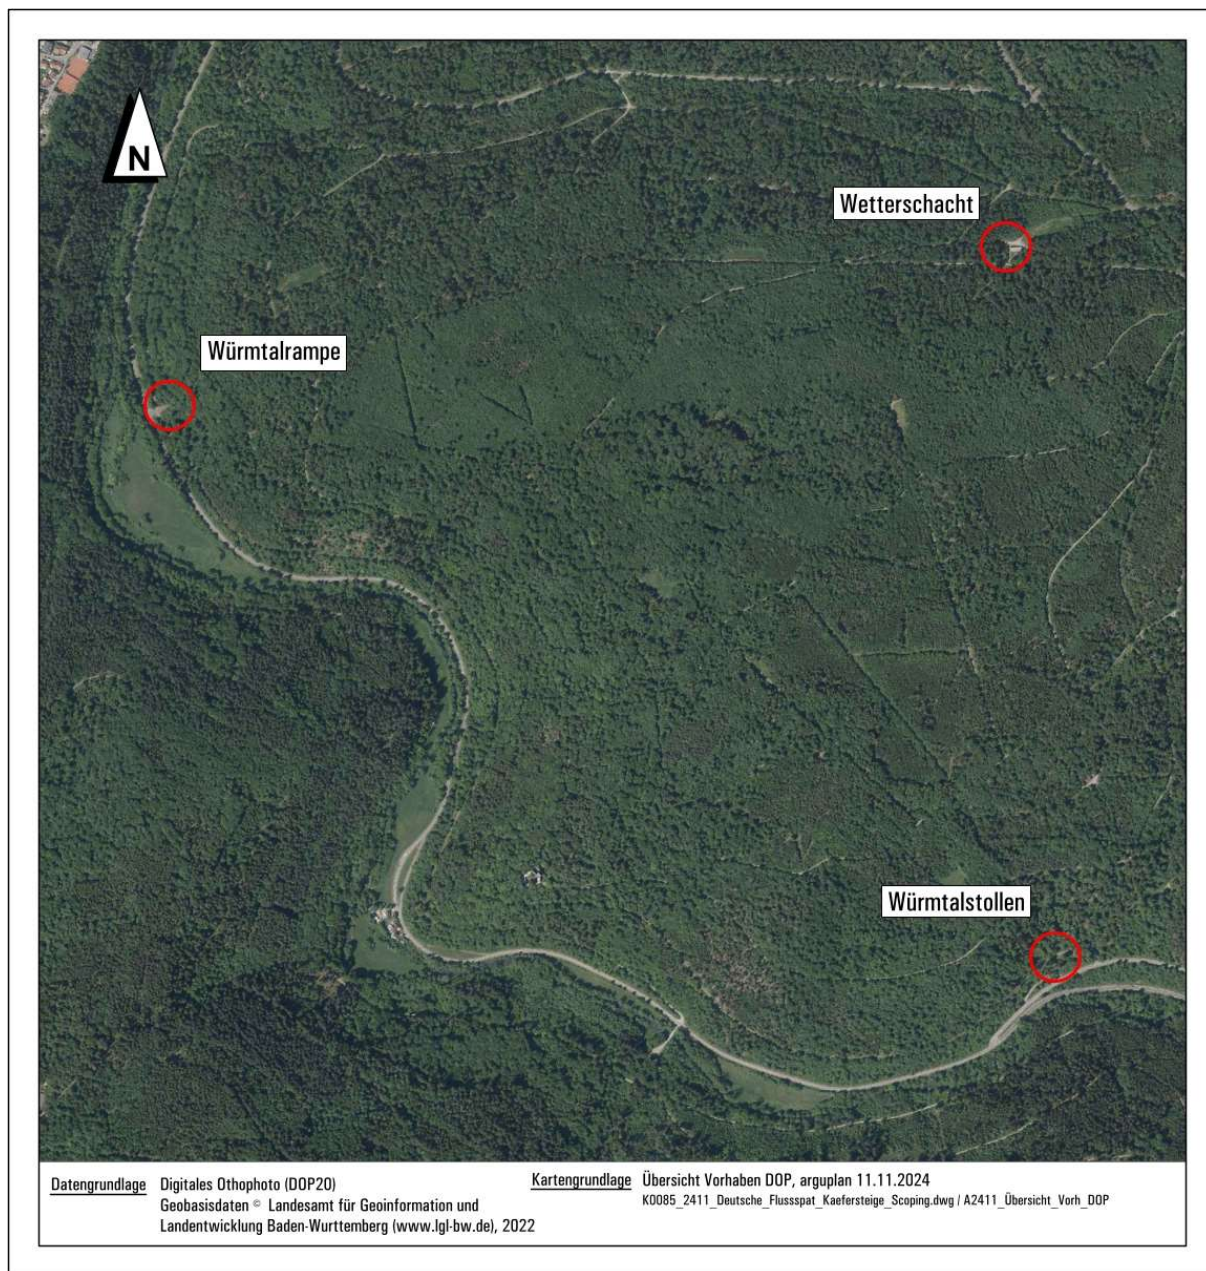 N
Wetterschacht
Würmtalrampe
Würmtalstollen
Datengrundlage Digitales Othophoto (DOP20)
Geobasisdaten © Landesamt für Geoinformation und
Landentwicklung Baden-Wurttemberg (www.lgl-bw.de), 2022
Kartengrundlage Übersicht Vorhaben DOP, arguplan 11.11.2024
K0085_2411_Deutsche_Flussspat_Kaefersteige_Scoping.dwg / A2411_Übersicht_Vorh_DOP